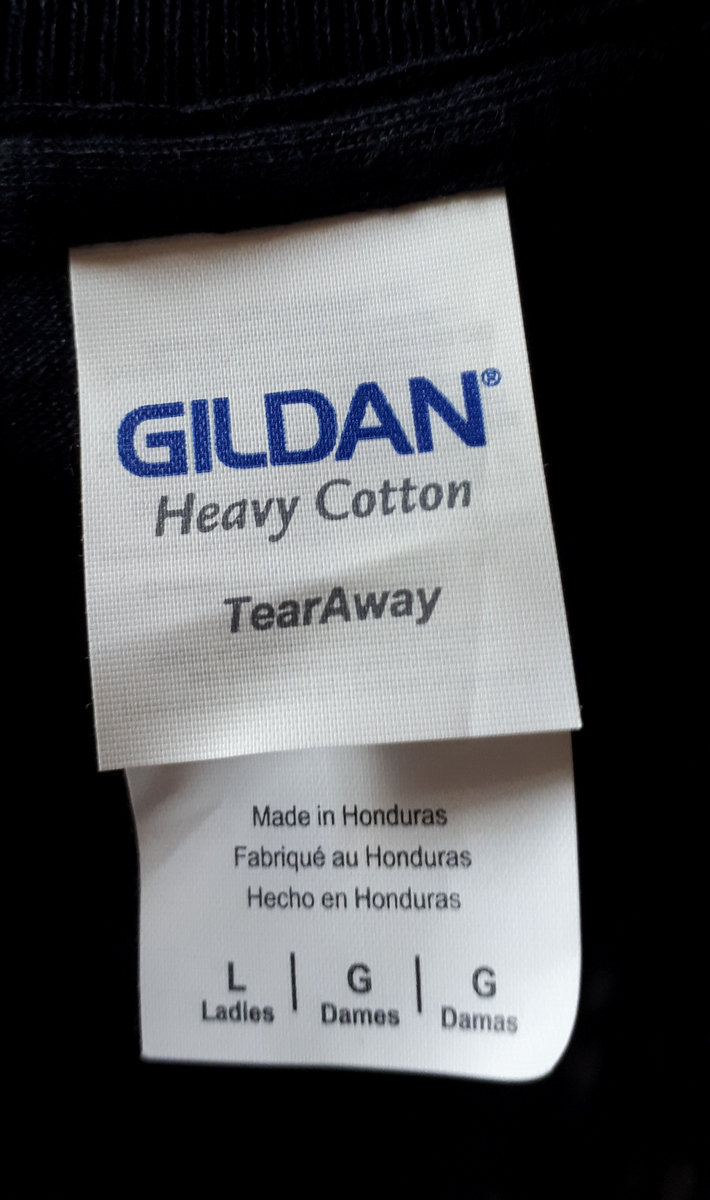 GILDAN®
Heavy Cotton
TearAway
Made in Honduras
Fabriqué au Honduras
Hecho en Honduras
L | G | G
Ladies | Dames | Damas